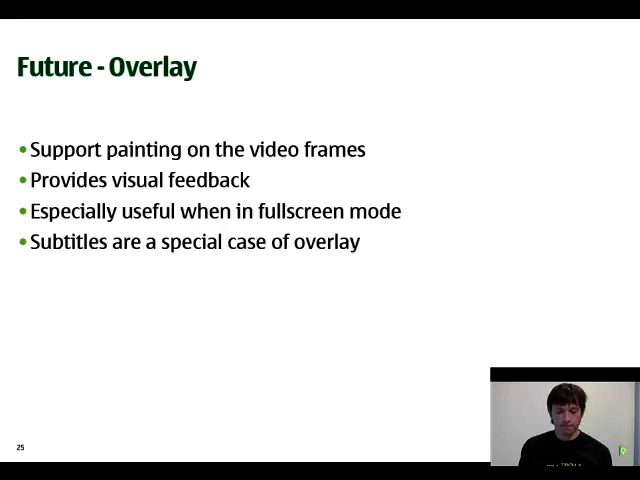 Future - Overlay
•Support painting on the video frames
•Provides visual feedback
•Especially useful when in fullscreen mode
•Subtitles are a special case of overlay
25